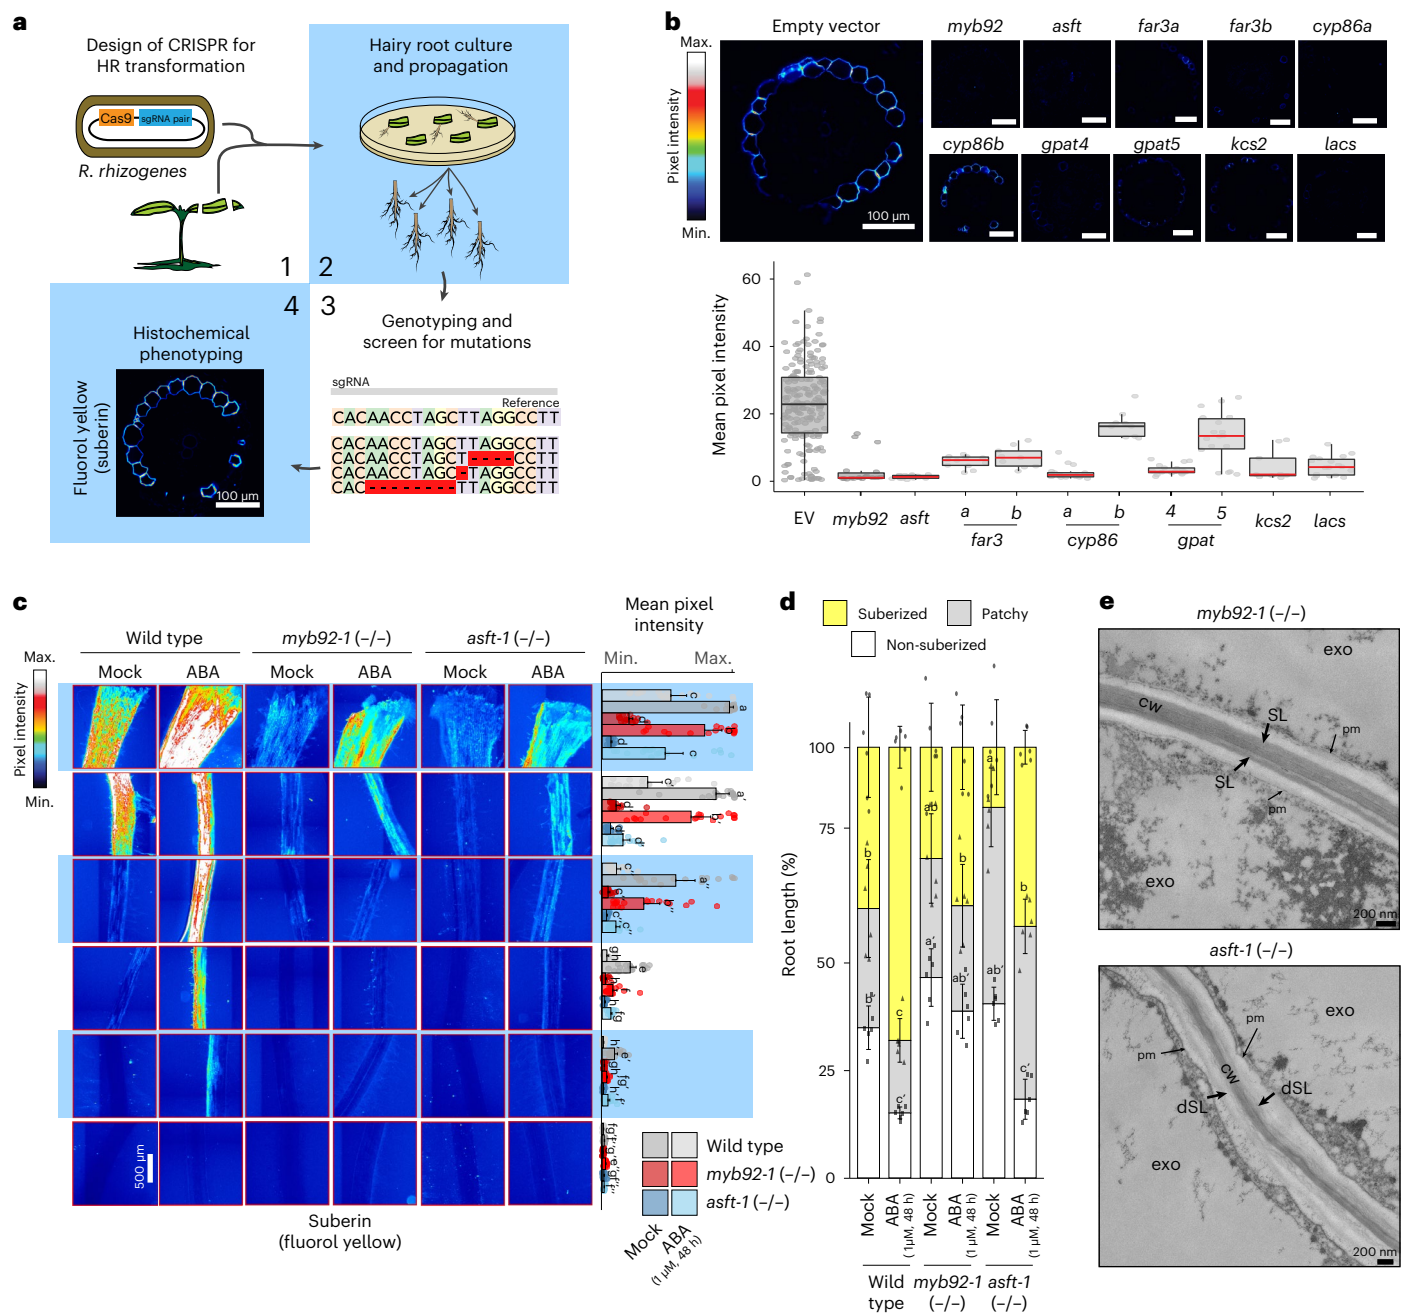 a
Design of CRISPR for
HR transformation
Cas9
sgRNA pair
R. rhizogenes
1
Hairy root culture
and propagation
2
3
Genotyping and
screen for mutations
sgRNA
Reference
CACAACCTAGCTTAGGCCTT
CACAACCTAGCTTAGGCCTT
CACAACCTAGCT----CCTT
CACAACCTAGC-TAGGCCTT
CAC--------TTAGGCCTT
4
Histochemical
phenotyping
Fluorol yellow
(suberin)
100 µm
b
Max.
Pixel intensity
Min.
Empty vector
100 µm
myb92 asft far3a far3b cyp86a
cyp86b gpat4 gpat5 kcs2 lacs
Mean pixel intensity
60
40
20
0
EV myb92 asft a b a b 4 5 kcs2 lacs
far3 cyp86 gpat
c
Wild type myb92-1 (–/–) asft-1 (–/–)
Mock ABA Mock ABA Mock ABA
Max.
Pixel intensity
Min.
500 µm
Suberin
(fluorol yellow)
Mean pixel
intensity
Min. Max.
c
a
d
b
d
c
c′
a′
d′
b′
d′
d′
c″
a″
c″
b″
c″
c″
gh
e
h
f
h
fg
Wild type
myb92-1 (–/–)
asft-1 (–/–)
Mock
ABA
(1 µM, 48 h)
d
Suberized
Patchy
Non-suberized
Root length (%)
100
75
50
25
0
b
b
c
c′
ab
a′
b
ab′
a
ab′
b
c′
Mock
ABA
(1 µM, 48 h)
Mock
ABA
(1 µM, 48 h)
Mock
ABA
(1 µM, 48 h)
Wild
type
myb92-1
(–/–)
asft-1
(–/–)
e
myb92-1 (–/–)
exo
CW
SL
pm
SL
pm
exo
200 nm
asft-1 (–/–)
exo
pm
pm
CW
dSL
dSL
exo
200 nm